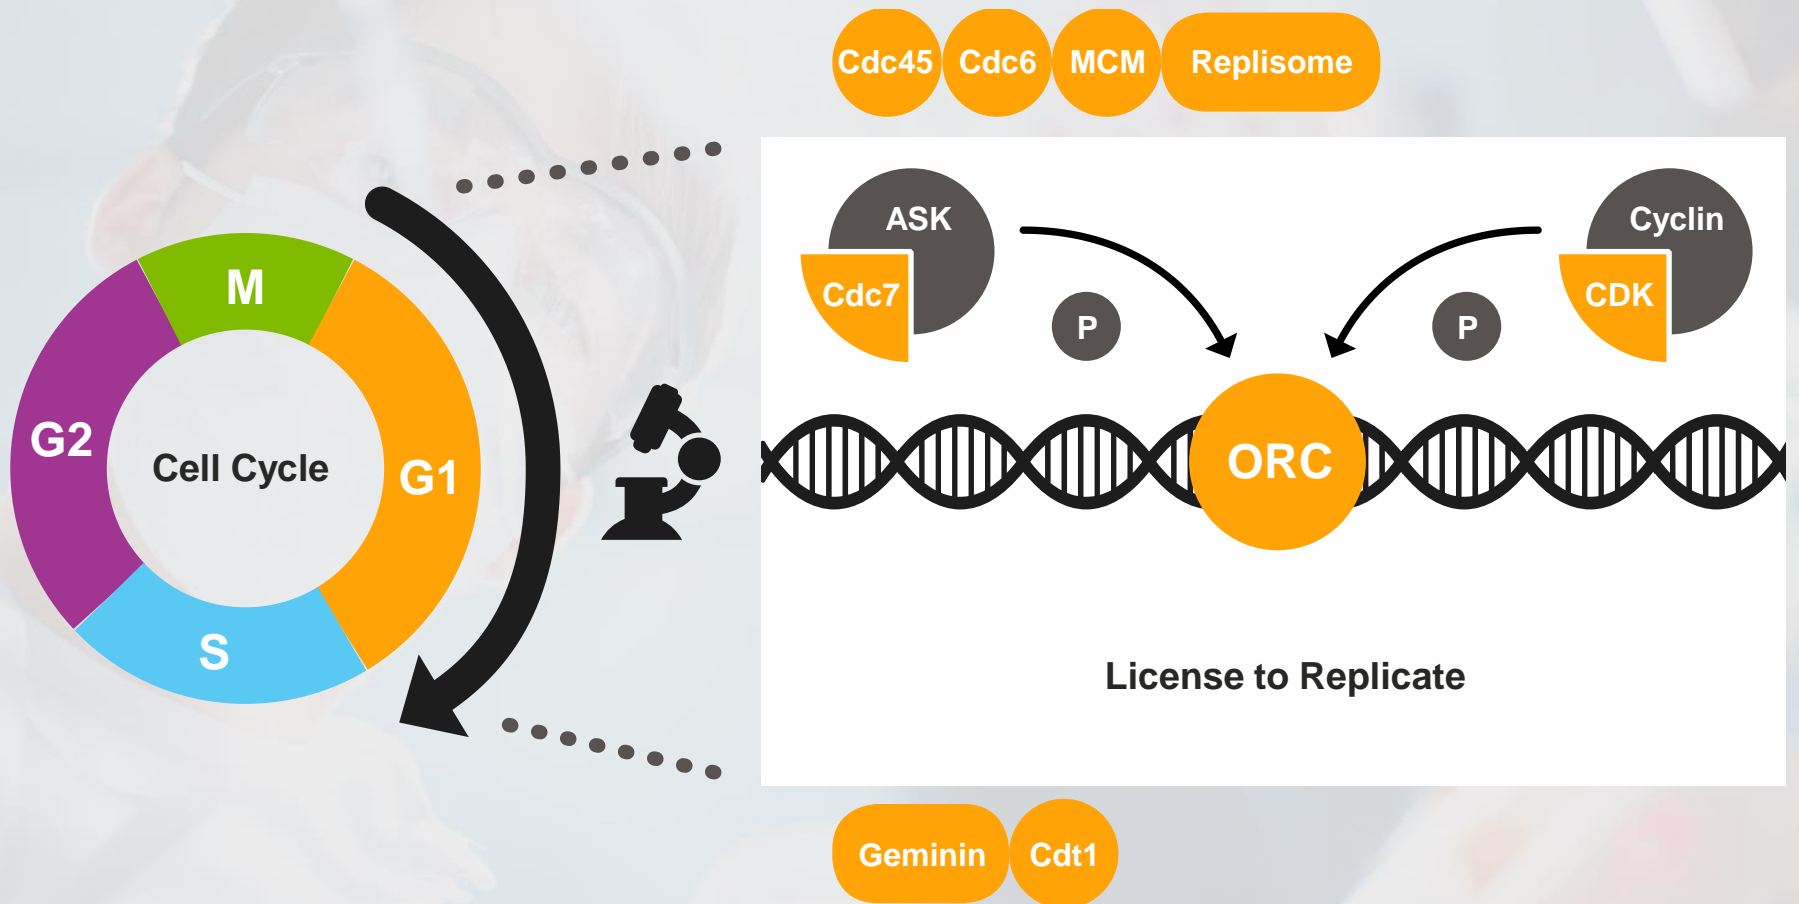 Cdc45 Cdc6 MCM Replisome
ASK
Cdc7
P
Cyclin
CDK
P
M
G2
Cell Cycle
G1
S
ORC
License to Replicate
Geminin Cdt1